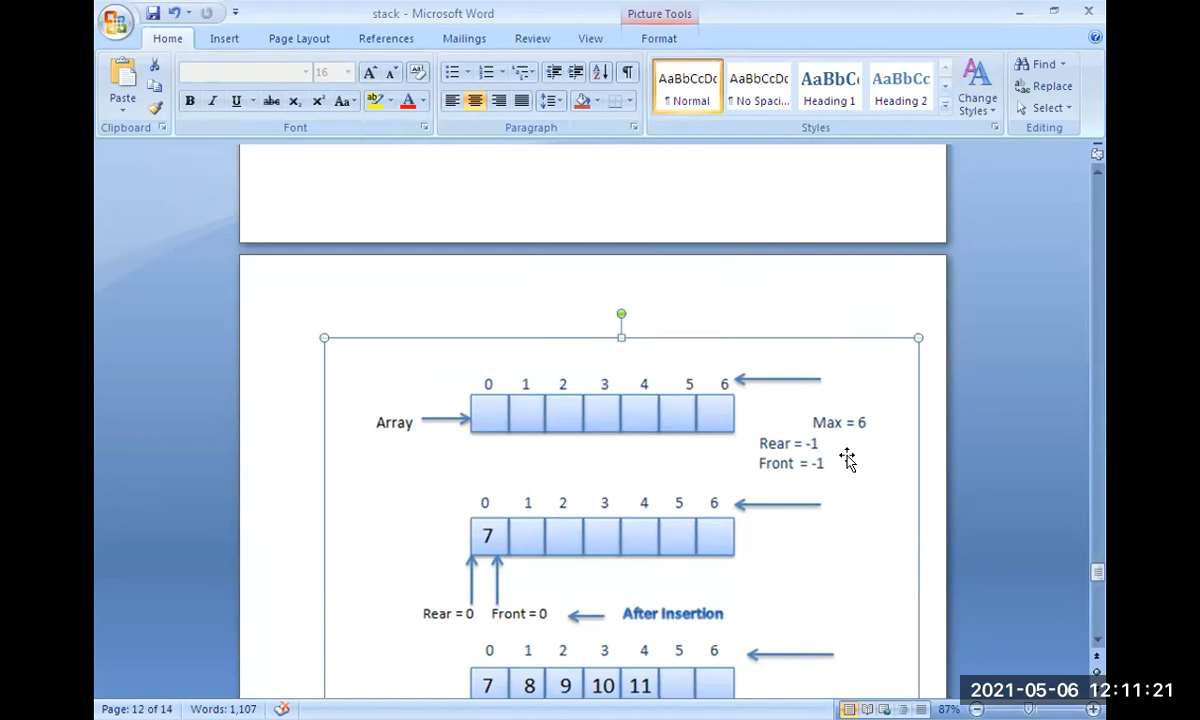 stack - Microsoft Word
Picture Tools
Home Insert Page Layout References Mailings Review View Format
Paste
16
AaBbCcDc AaBbCcDc AaBbCc AaBbCc
¶ Normal ¶ No Spaci... Heading 1 Heading 2
Change Styles
Find
Replace
Select
Clipboard Font Paragraph Styles Editing
0 1 2 3 4 5 6
Array
Max = 6
Rear = -1
Front = -1
0 1 2 3 4 5 6
7
Rear = 0 Front = 0 After Insertion
0 1 2 3 4 5 6
7 8 9 10 11
Page: 12 of 14 Words: 1,107 87%
2021-05-06 12:11:21